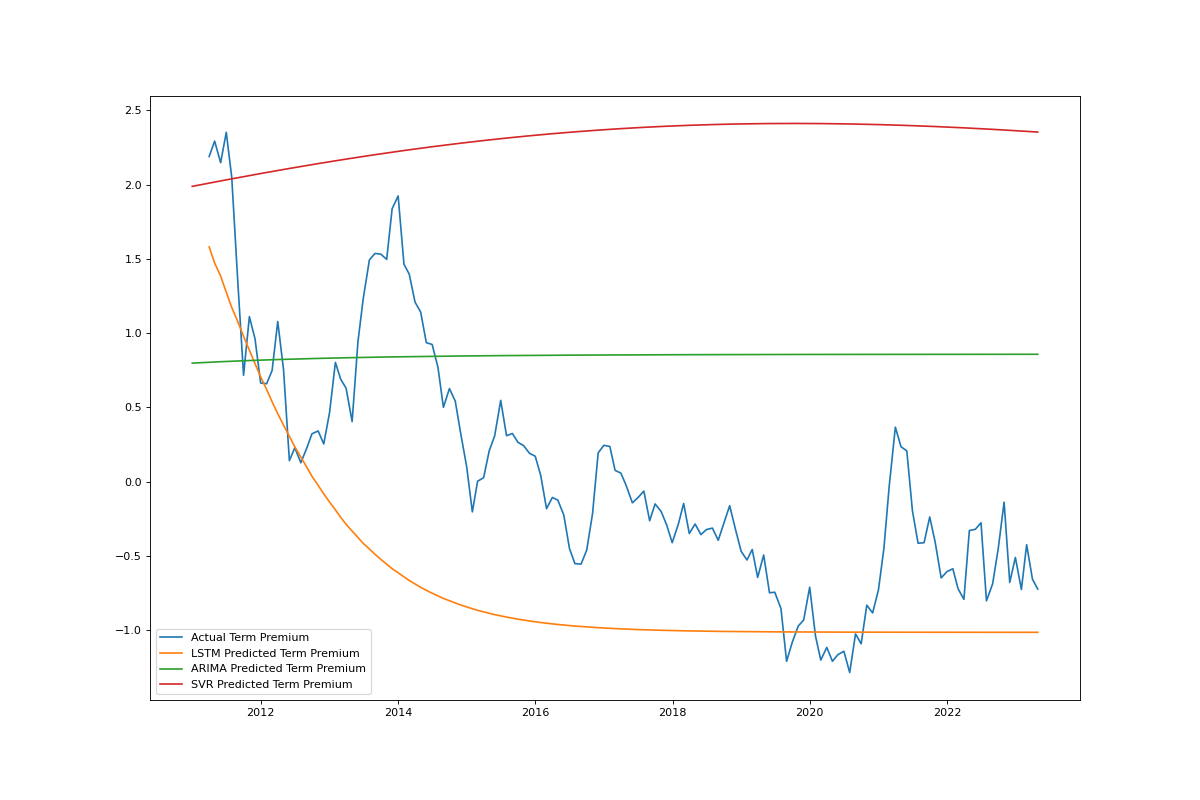 2.5
2.0
1.5
1.0
0.5
0.0
−0.5
−1.0
Actual Term Premium
LSTM Predicted Term Premium
ARIMA Predicted Term Premium
SVR Predicted Term Premium
2012 2014 2016 2018 2020 2022